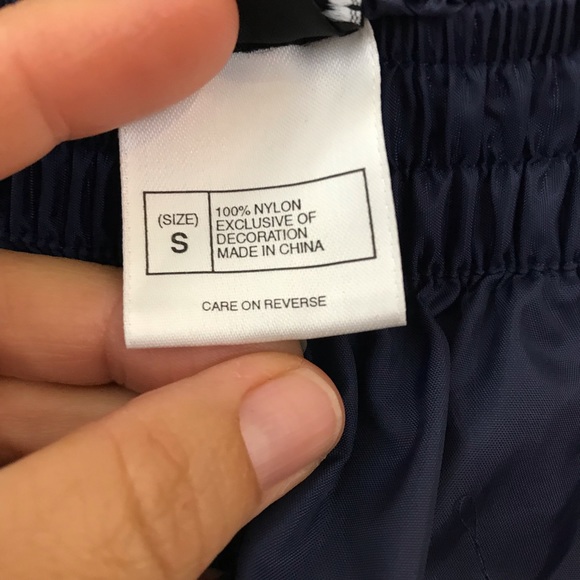 (SIZE)
S
100% NYLON
EXCLUSIVE OF
DECORATION
MADE IN CHINA
CARE ON REVERSE